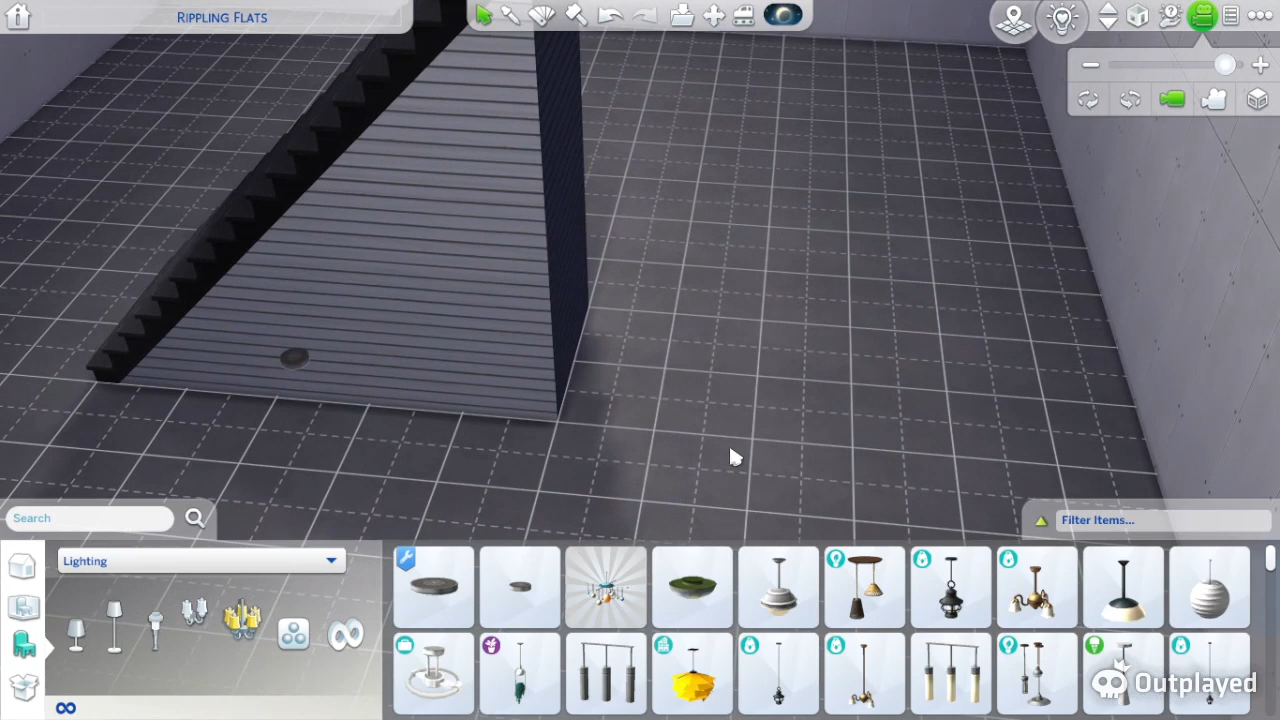 RIPPLING FLATS
Search
Filter Items...
Lighting
Outplayed